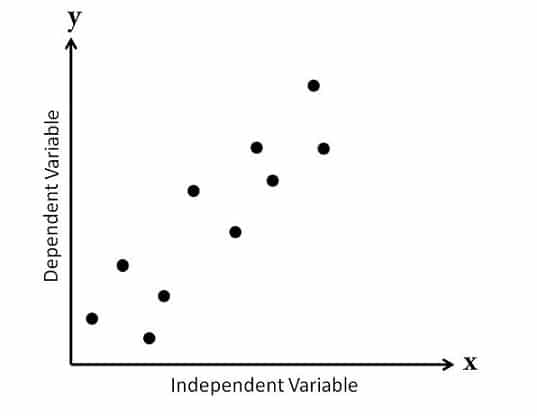 y
Dependent Variable
x
Independent Variable